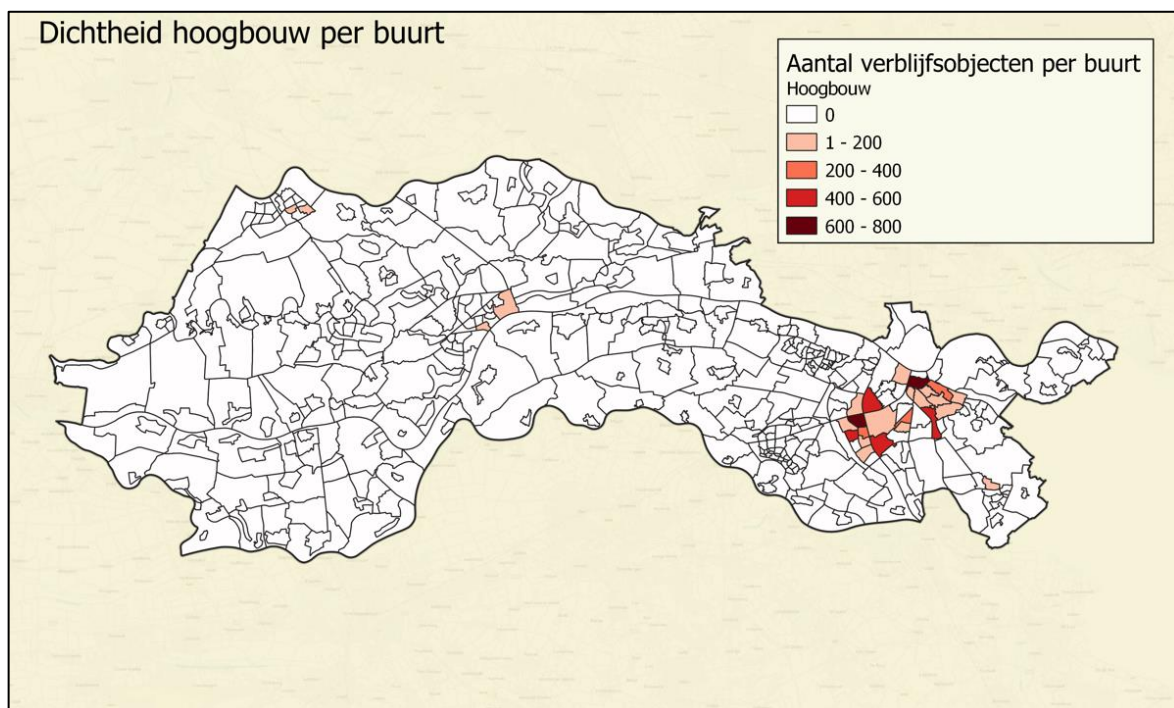 Dichtheid hoogbouw per buurt
Aantal verblijfsobjecten per buurt
Hoogbouw
0
1 - 200
200 - 400
400 - 600
600 - 800